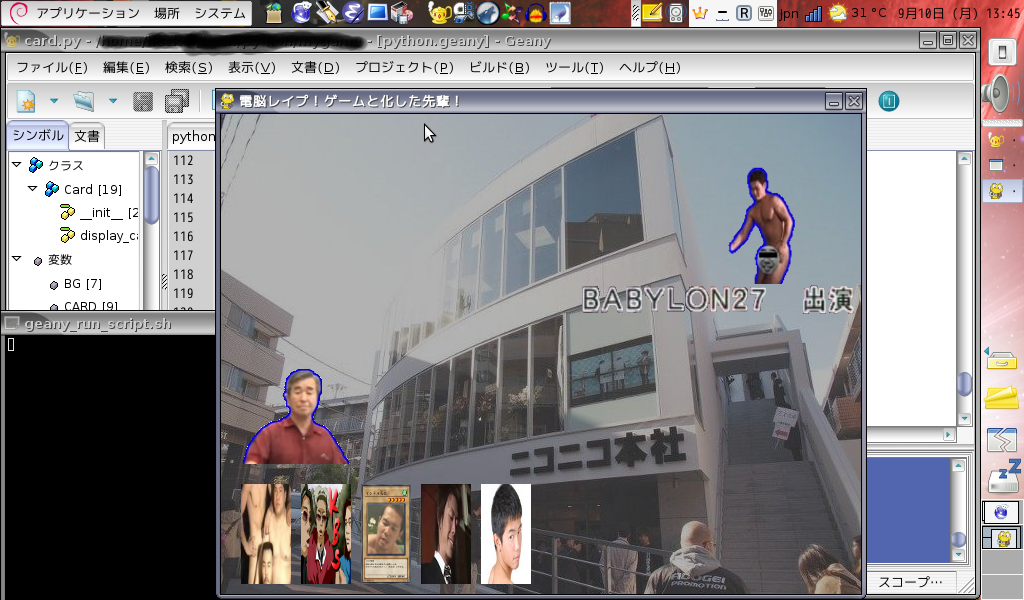 アプリケーション 場所 システム
R
jpn
31 °C 9月10日 (月) 13:45
card.py - /home/
- [python.geany] - Geany
ファイル(F) 編集(E) 検索(S) 表示(V) 文書(D) プロジェクト(P) ビルド(B) ツール(T) ヘルプ(H)
電脳レイプ！ゲームと化した先輩！
シンボル 文書
python
クラス
Card [19]
__init__ [2
display_ca
変数
BG [7]
CARD [9]
112
113
114
115
116
117
118
119
geany_run_script.sh
BABYLON27 出演
ニコニコ本社
PROMOTION
スコープ…